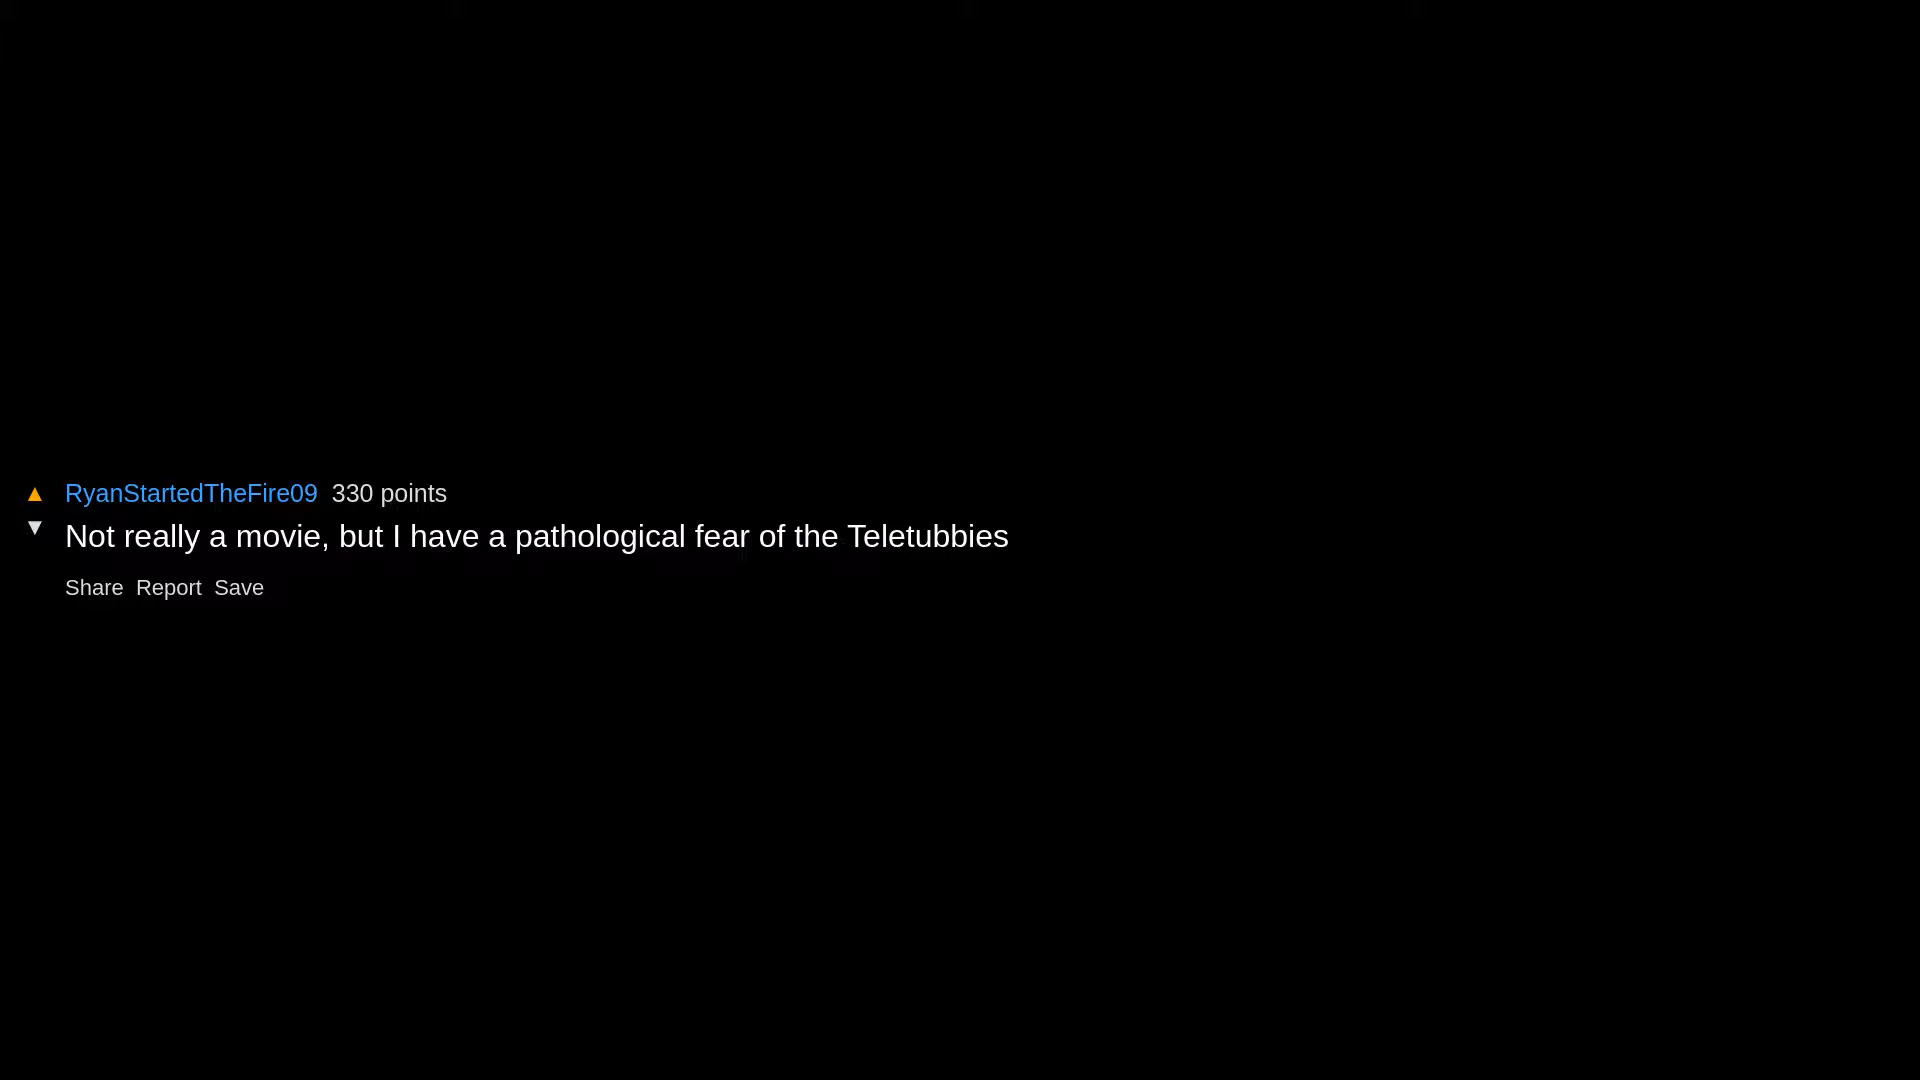 ▲ RyanStartedTheFire09 330 points
▼ Not really a movie, but I have a pathological fear of the Teletubbies
Share Report Save